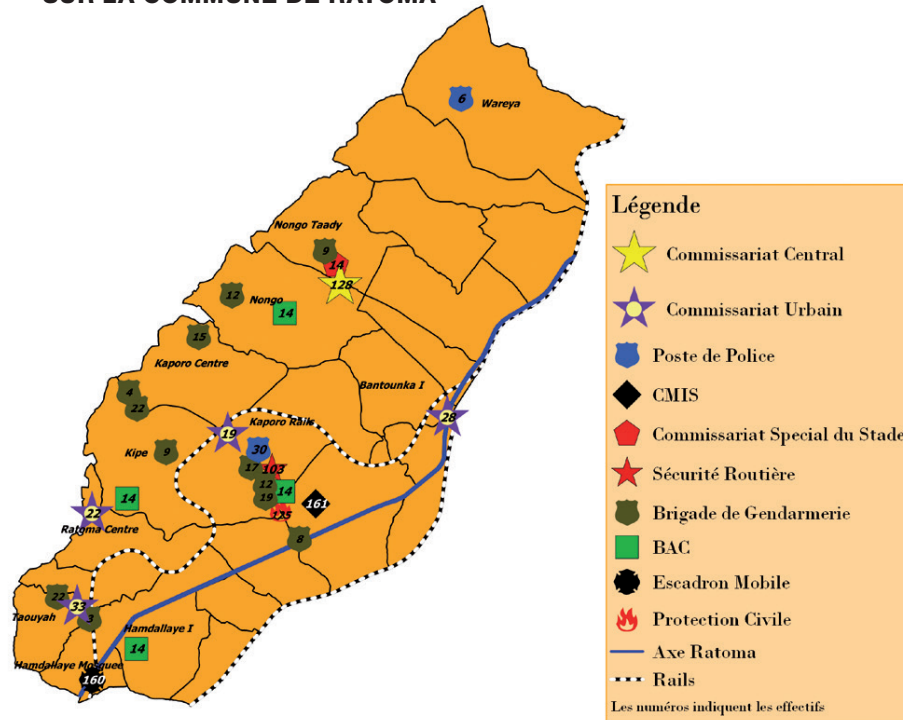 SUR LA COMMUNE DE RATOMA
6
Wareya
Nongo Taady
9
14
128
12
Nongo
14
15
Kaporo Centre
Bantounka I
4
22
Kaporo Rails
28
19
Kipe
9
30
17
103
12
14
19
161
14
22
Ratoma Centre
8
22
33
Taouyah
3
Hamdallaye I
14
Hamdallaye Mosquee
160
Légende
Commissariat Central
Commissariat Urbain
Poste de Police
CMIS
Commissariat Special du Stade
Sécurité Routière
Brigade de Gendarmerie
BAC
Escadron Mobile
Protection Civile
Axe Ratoma
Rails
Les numéros indiquent les effectifs